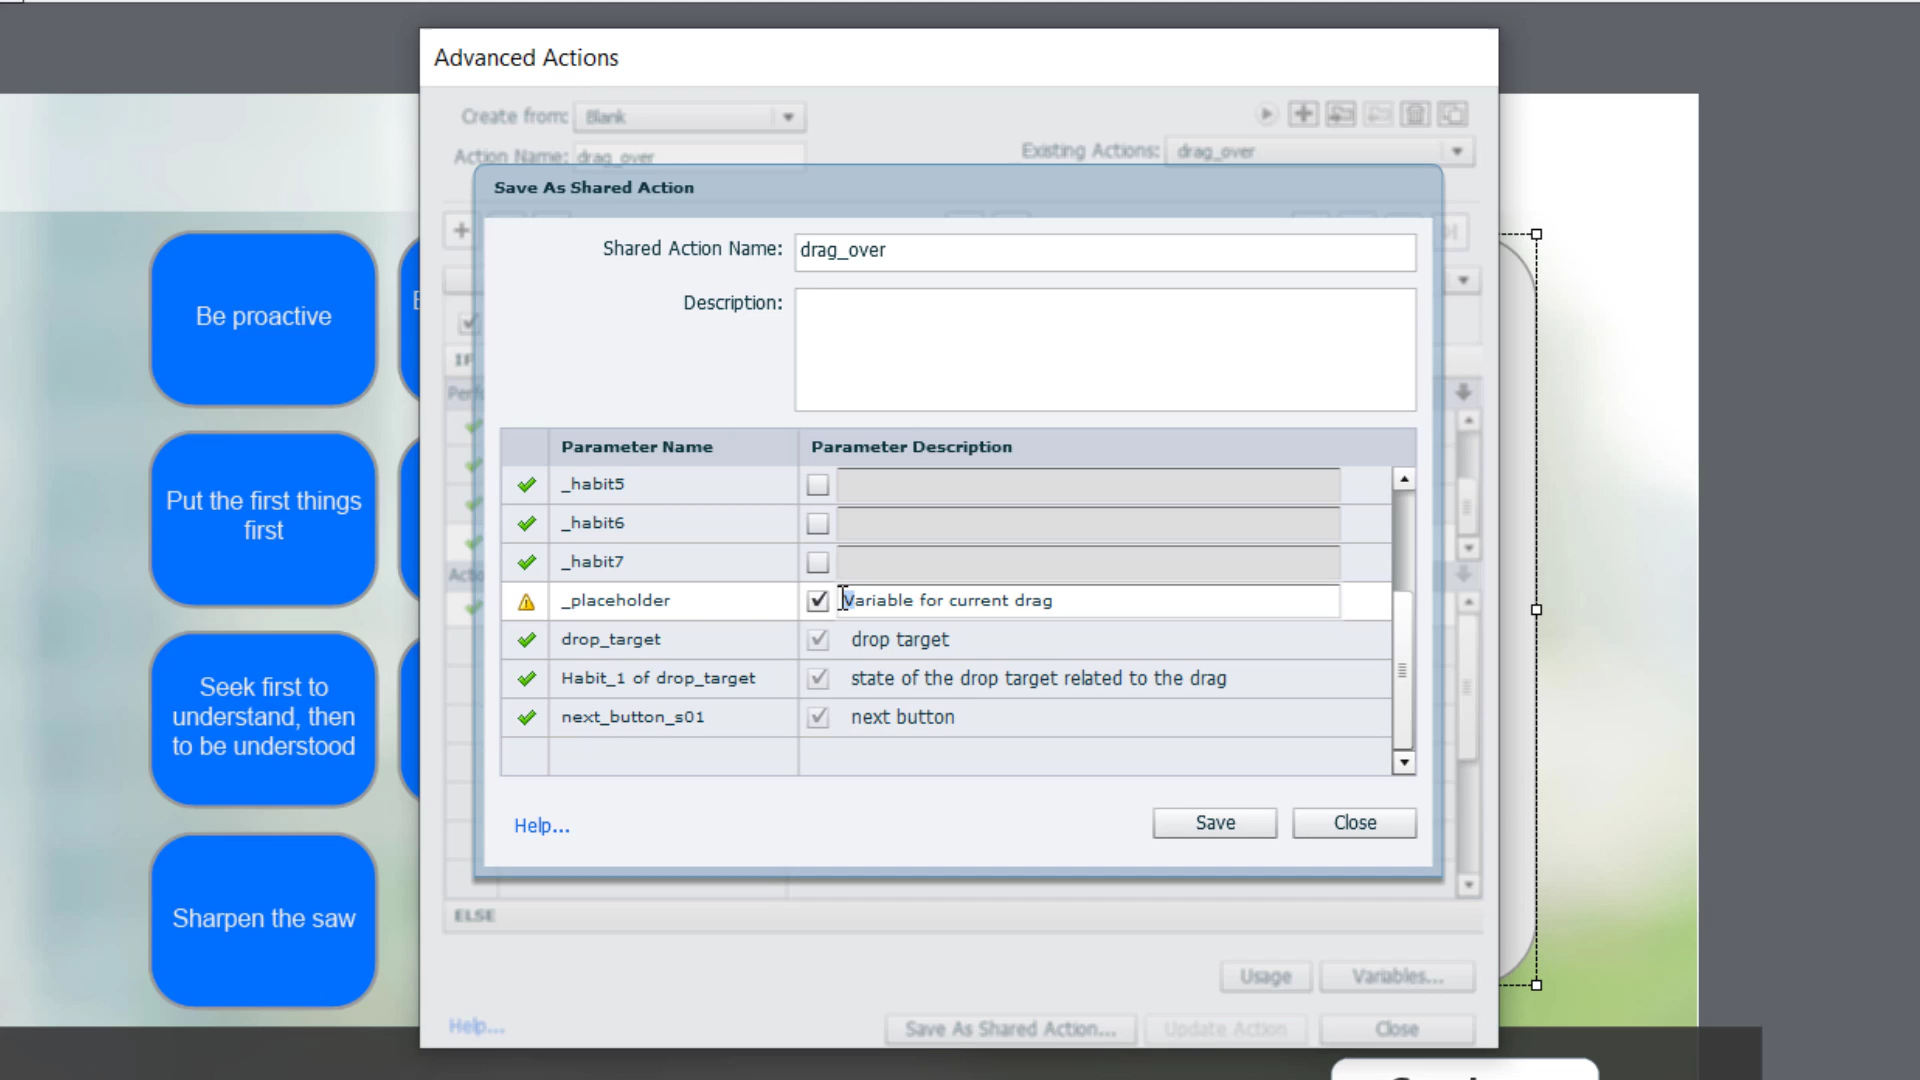 Advanced Actions
Create from: Blank
Action Name: drag_over
Existing Actions: drag_over
Save As Shared Action
Shared Action Name: drag_over
Description:
Parameter Name Parameter Description
_habit5
_habit6
_habit7
_placeholder Variable for current drag
drop_target drop target
Habit_1 of drop_target state of the drop target related to the drag
next_button_s01 next button
Help... Save Close
IF
ELSE
Usage Variables...
Help... Save As Shared Action... Update Action Close
Be proactive
Put the first things
first
Seek first to
understand, then
to be understood
Sharpen the saw